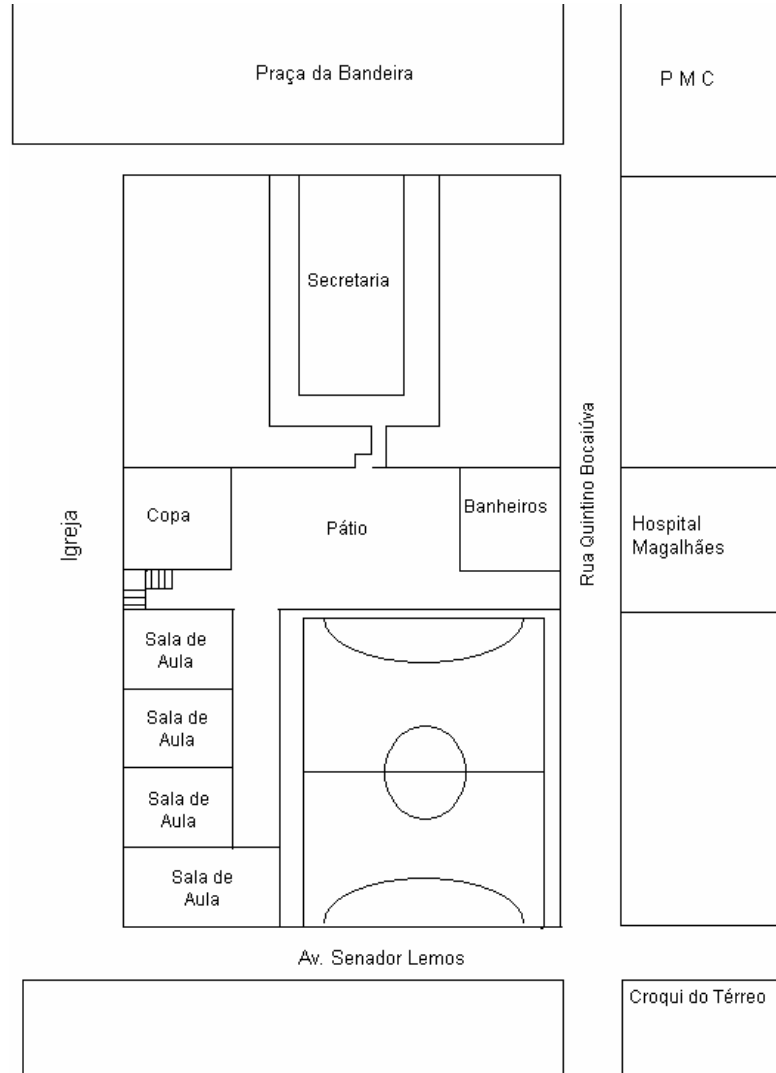 Praça da Bandeira
P M C
Secretaria
Rua Quintino Bocaiúva
Igreja
Copa
Pátio
Banheiros
Hospital
Magalhães
Sala de
Aula
Sala de
Aula
Sala de
Aula
Sala de
Aula
Av. Senador Lemos
Croqui do Térreo